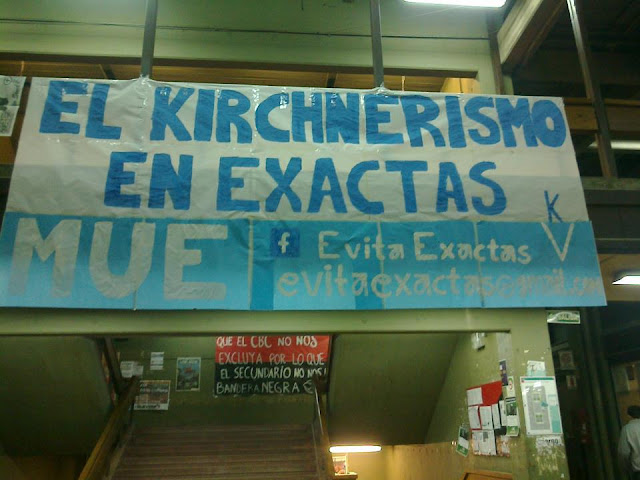 EL KIRCHNERISMO
EN EXACTAS
K
V
MUE
f Evita Exactas
evitaexactas@gmail.com
QUE EL CBC NO NOS
EXCLUYA POR LO QUE
EL SECUNDARIO NO NOS!
BANDERA NEGRA